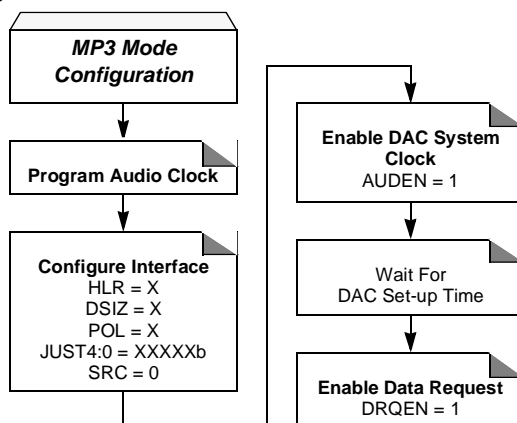 MP3 Mode
Configuration
Program Audio Clock
Configure Interface
HLR = X
DSIZ = X
POL = X
JUST4:0 = XXXXXb
SRC = 0
Enable DAC System
Clock
AUDEN = 1
Wait For
DAC Set-up Time
Enable Data Request
DRQEN = 1